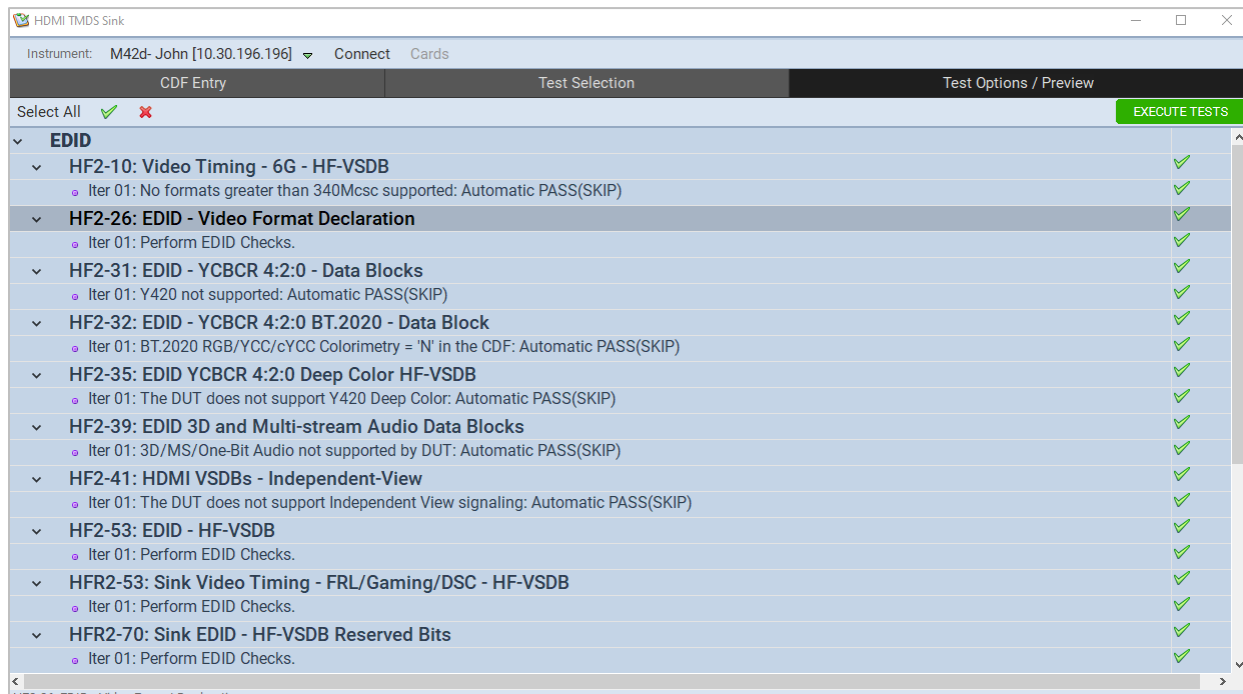 HDMI TMDS Sink
Instrument: M42d- John [10.30.196.196] Connect Cards
CDF Entry Test Selection Test Options / Preview
Select All EXECUTE TESTS
EDID
HF2-10: Video Timing - 6G - HF-VSDB
Iter 01: No formats greater than 340Mcsc supported: Automatic PASS(SKIP)
HF2-26: EDID - Video Format Declaration
Iter 01: Perform EDID Checks.
HF2-31: EDID - YCBCR 4:2:0 - Data Blocks
Iter 01: Y420 not supported: Automatic PASS(SKIP)
HF2-32: EDID - YCBCR 4:2:0 BT.2020 - Data Block
Iter 01: BT.2020 RGB/YCC/cYCC Colorimetry = 'N' in the CDF: Automatic PASS(SKIP)
HF2-35: EDID YCBCR 4:2:0 Deep Color HF-VSDB
Iter 01: The DUT does not support Y420 Deep Color: Automatic PASS(SKIP)
HF2-39: EDID 3D and Multi-stream Audio Data Blocks
Iter 01: 3D/MS/One-Bit Audio not supported by DUT: Automatic PASS(SKIP)
HF2-41: HDMI VSDBs - Independent-View
Iter 01: The DUT does not support Independent View signaling: Automatic PASS(SKIP)
HF2-53: EDID - HF-VSDB
Iter 01: Perform EDID Checks.
HFR2-53: Sink Video Timing - FRL/Gaming/DSC - HF-VSDB
Iter 01: Perform EDID Checks.
HFR2-70: Sink EDID - HF-VSDB Reserved Bits
Iter 01: Perform EDID Checks.